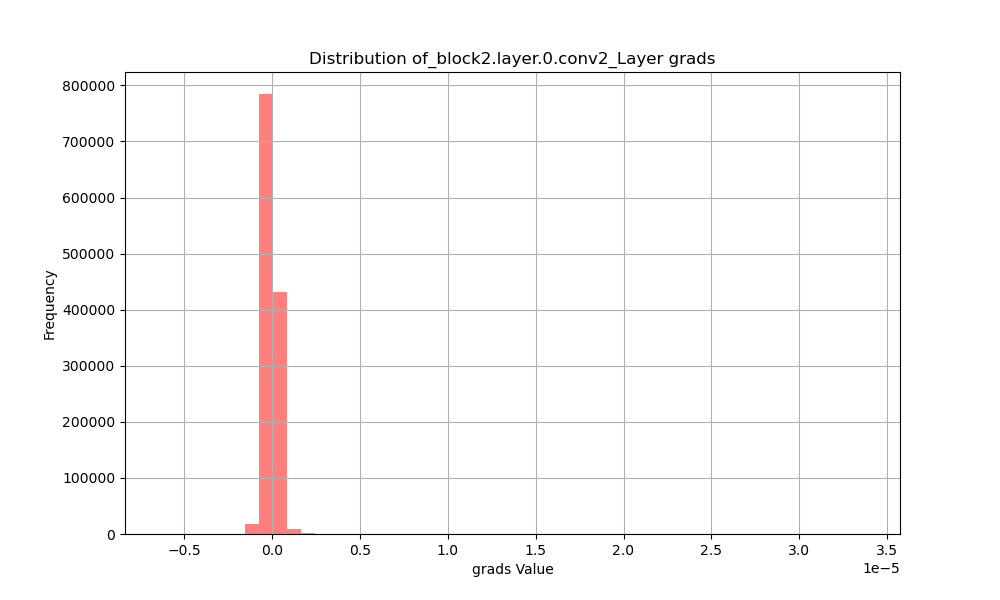 Distribution of_block2.layer.0.conv2_Layer grads
800000
700000
600000
500000
400000
300000
200000
100000
0
Frequency
−0.5 0.0 0.5 1.0 1.5 2.0 2.5 3.0 3.5
1e−5
grads Value